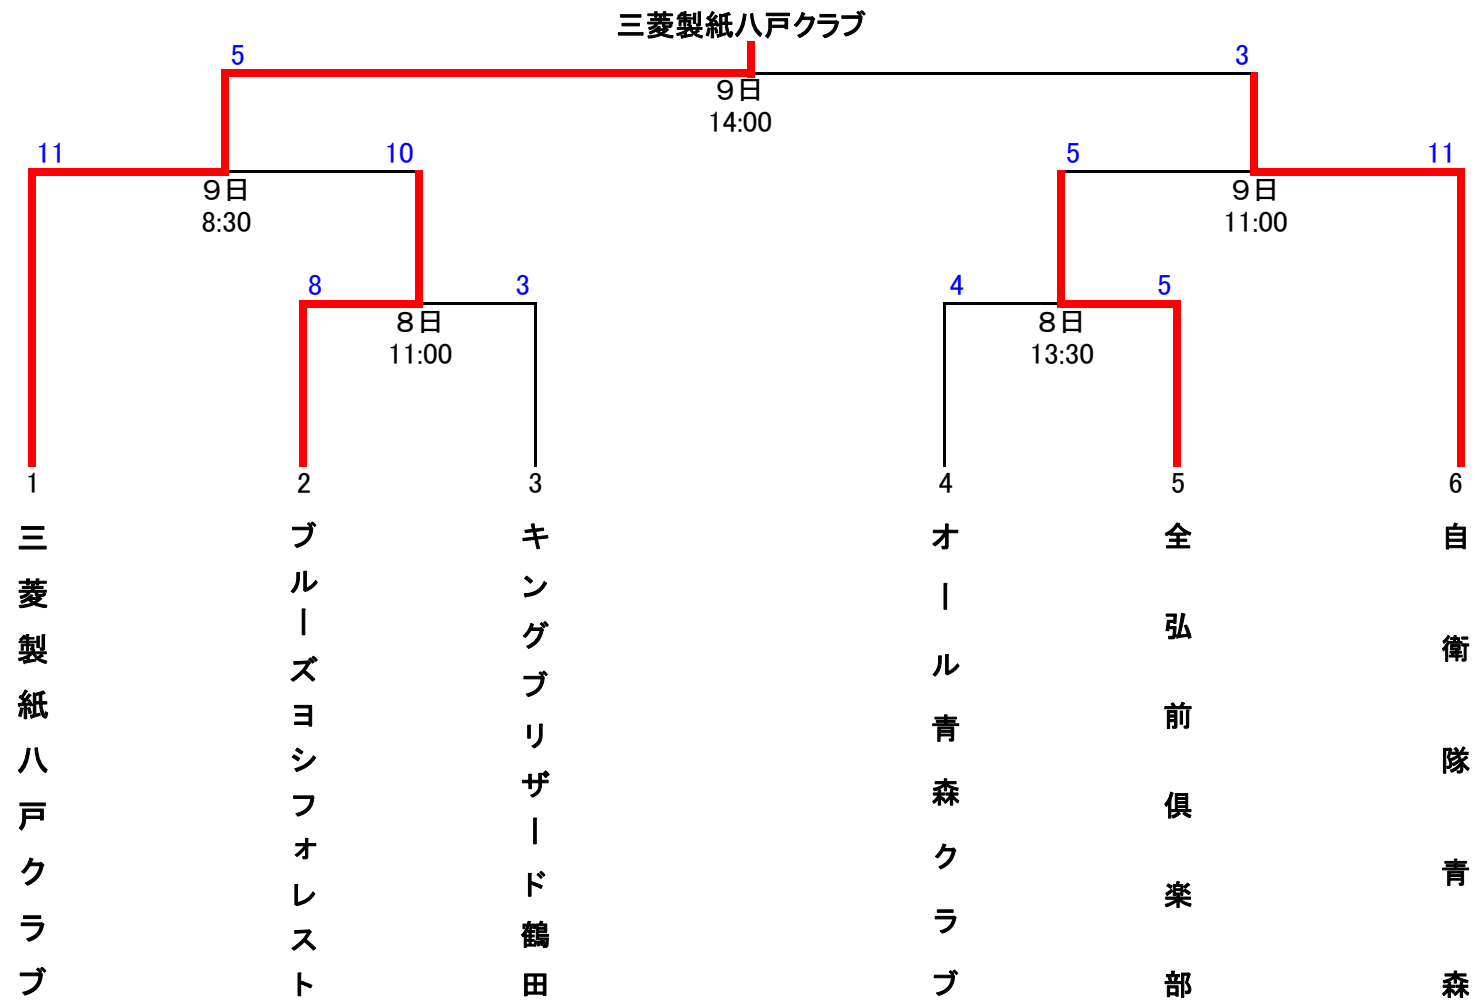 三菱製紙八戸クラブ
5
3
９日
14:00
11
10
5
11
９日
8:30
９日
11:00
8
3
4
5
８日
11:00
８日
13:30
1
2
3
4
5
6
三菱製紙八戸クラブ
ブルーズヨシフォレスト
キングブリザード鶴田
オール青森クラブ
全弘前倶楽部
自衛隊青森